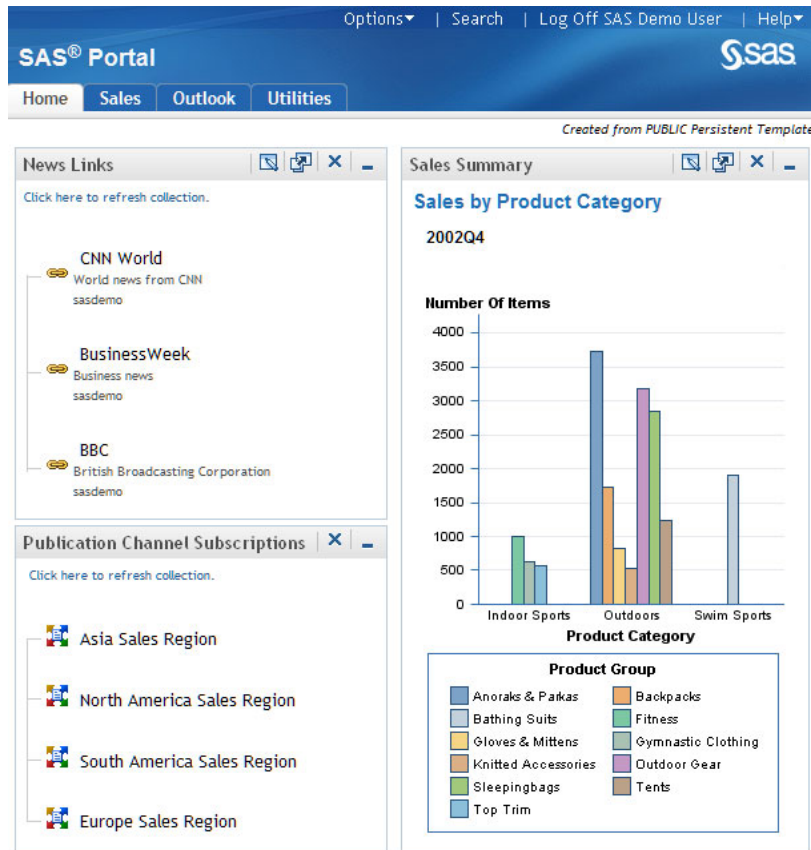 Options | Search | Log Off SAS Demo User | Help
SAS® Portal
sas
Home Sales Outlook Utilities
Created from PUBLIC Persistent Template
News Links
Click here to refresh collection.
CNN World
World news from CNN
sasdemo
BusinessWeek
Business news
sasdemo
BBC
British Broadcasting Corporation
sasdemo
Publication Channel Subscriptions
Click here to refresh collection.
Asia Sales Region
North America Sales Region
South America Sales Region
Europe Sales Region
Sales Summary
Sales by Product Category
2002Q4
Number Of Items
4000
3500
3000
2500
2000
1500
1000
500
0
Indoor Sports Outdoors Swim Sports
Product Category
Product Group
Anoraks & Parkas Backpacks
Bathing Suits Fitness
Gloves & Mittens Gymnastic Clothing
Knitted Accessories Outdoor Gear
Sleepingbags Tents
Top Trim